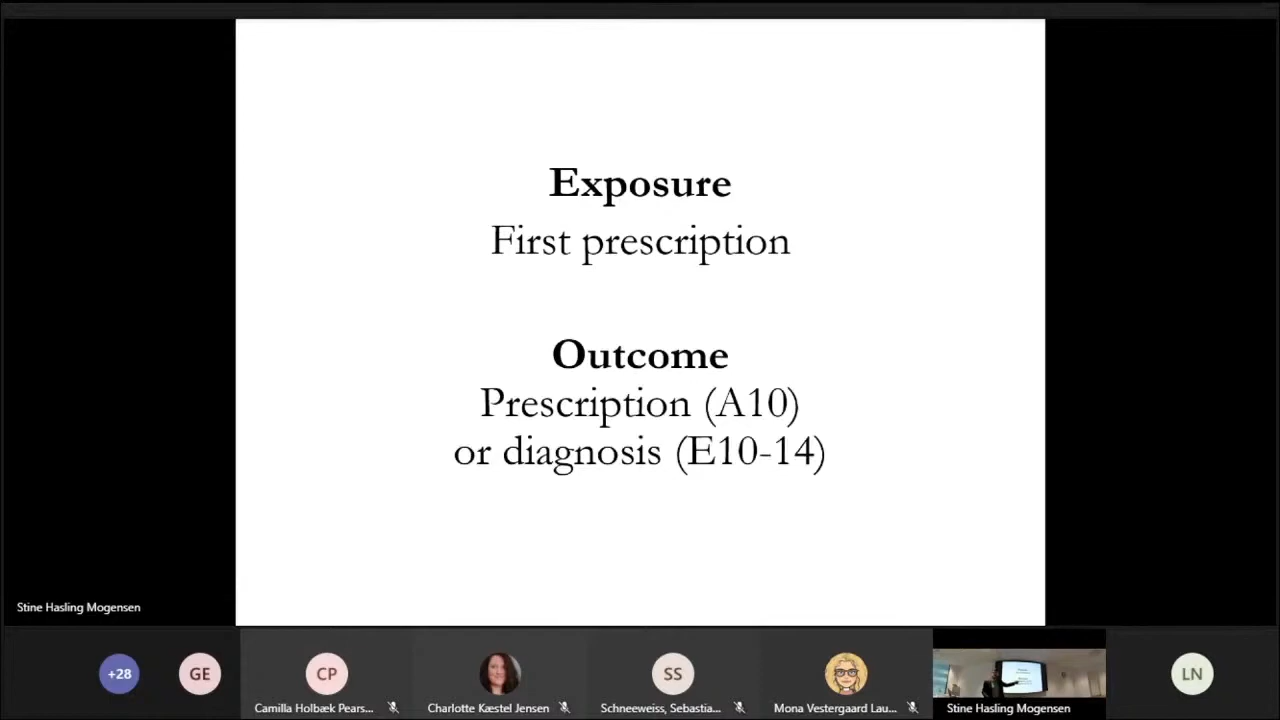 Exposure
First prescription
Outcome
Prescription (A10)
or diagnosis (E10-14)
Stine Hasling Mogensen
+28
GE
CP
SS
LN
Camilla Holbæk Pears...
Charlotte Kæstel Jensen
Schneeweiss, Sebastia...
Mona Vestergaard Lau...
Stine Hasling Mogensen